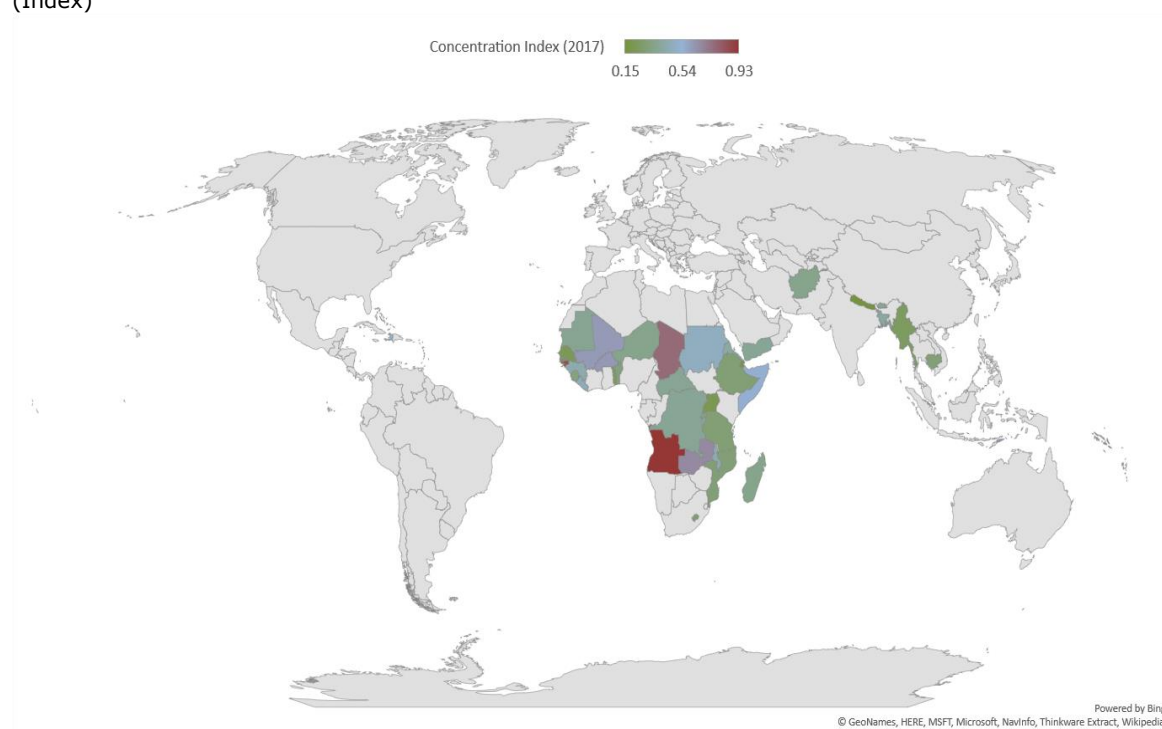 (Index)
Concentration Index (2017)
0.15 0.54 0.93
Powered by Bing
© GeoNames, HERE, MSFT, Microsoft, NavInfo, Thinkware Extract, Wikipedia